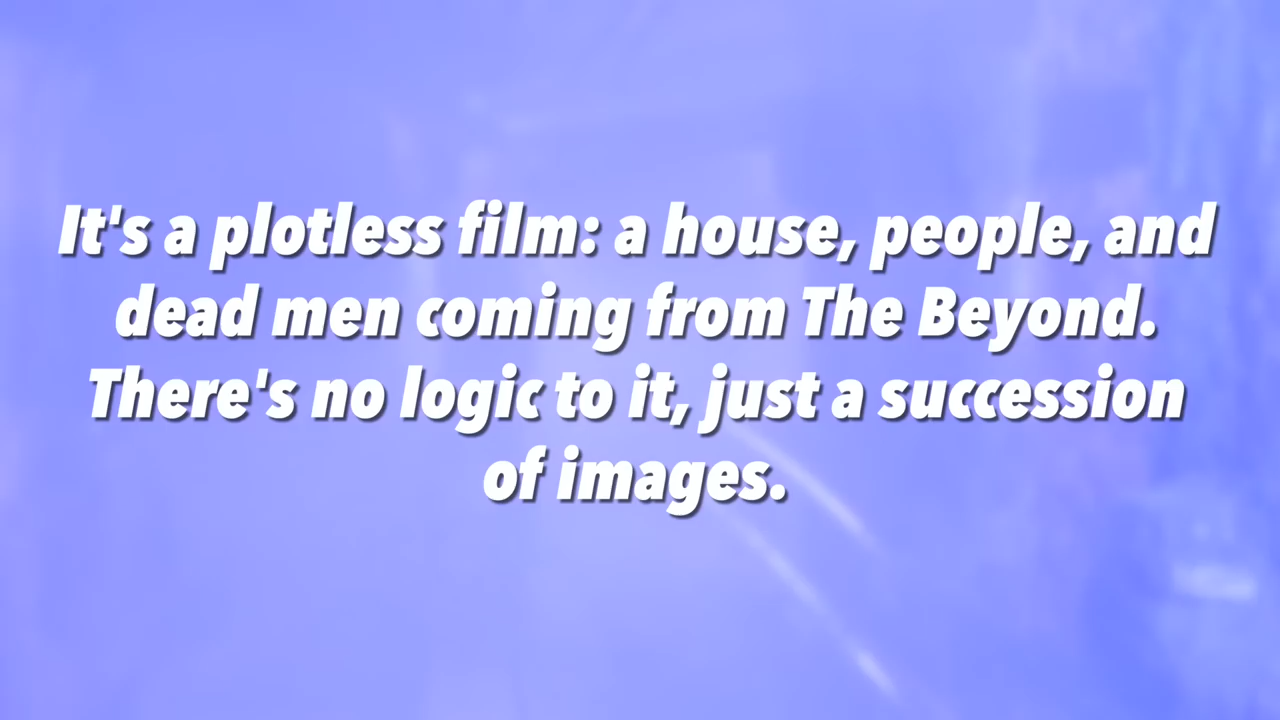 It's a plotless film: a house, people, and
dead men coming from The Beyond.
There's no logic to it, just a succession
of images.